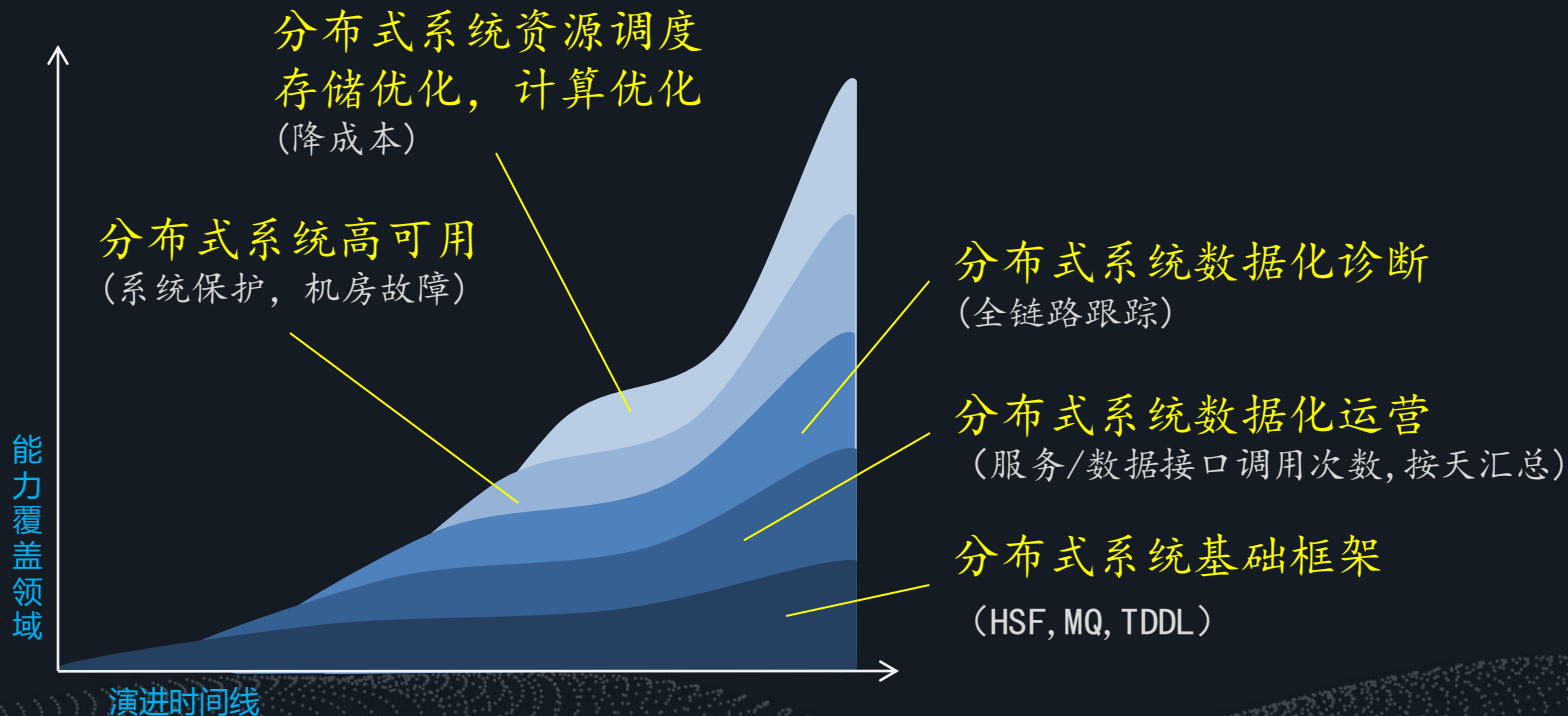 分布式系统资源调度
存储优化，计算优化
(降成本)
分布式系统高可用
(系统保护，机房故障)
分布式系统数据化诊断
(全链路跟踪)
分布式系统数据化运营
（服务/数据接口调用次数,按天汇总）
分布式系统基础框架
（HSF,MQ,TDDL）
能力覆盖领域
演进时间线